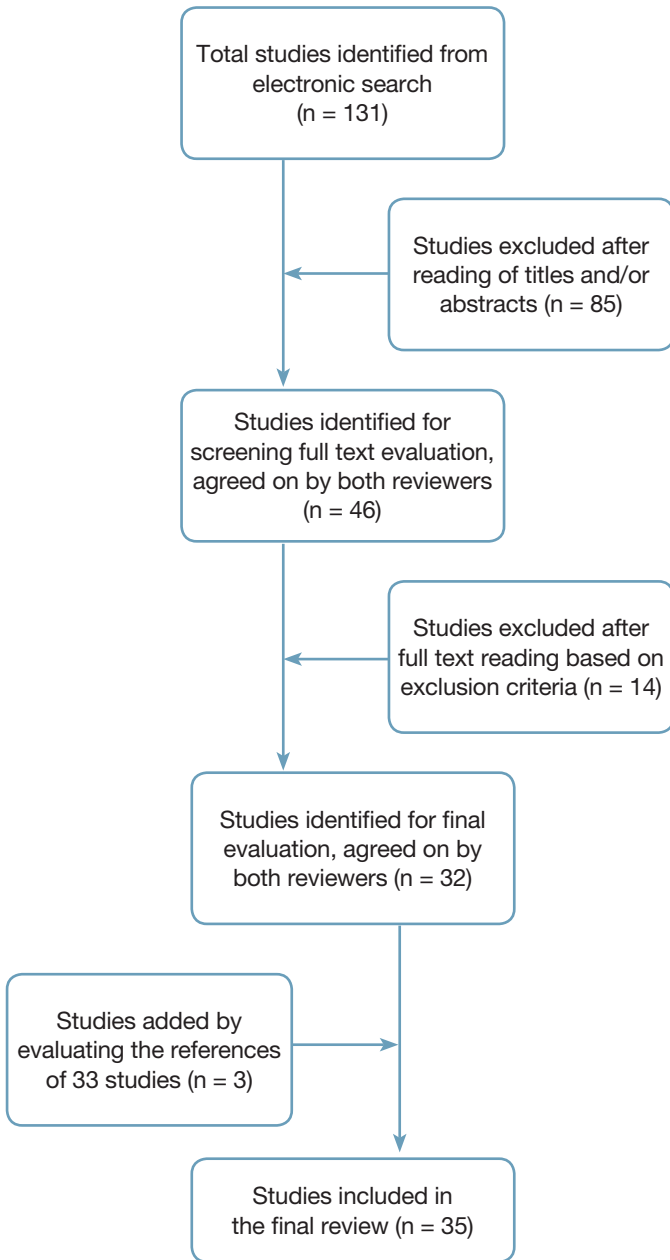 Total studies identified from
electronic search
(n = 131)
Studies excluded after
reading of titles and/or
abstracts (n = 85)
Studies identified for
screening full text evaluation,
agreed on by both reviewers
(n = 46)
Studies excluded after
full text reading based on
exclusion criteria (n = 14)
Studies identified for final
evaluation, agreed on by
both reviewers (n = 32)
Studies added by
evaluating the references
of 33 studies (n = 3)
Studies included in
the final review (n = 35)